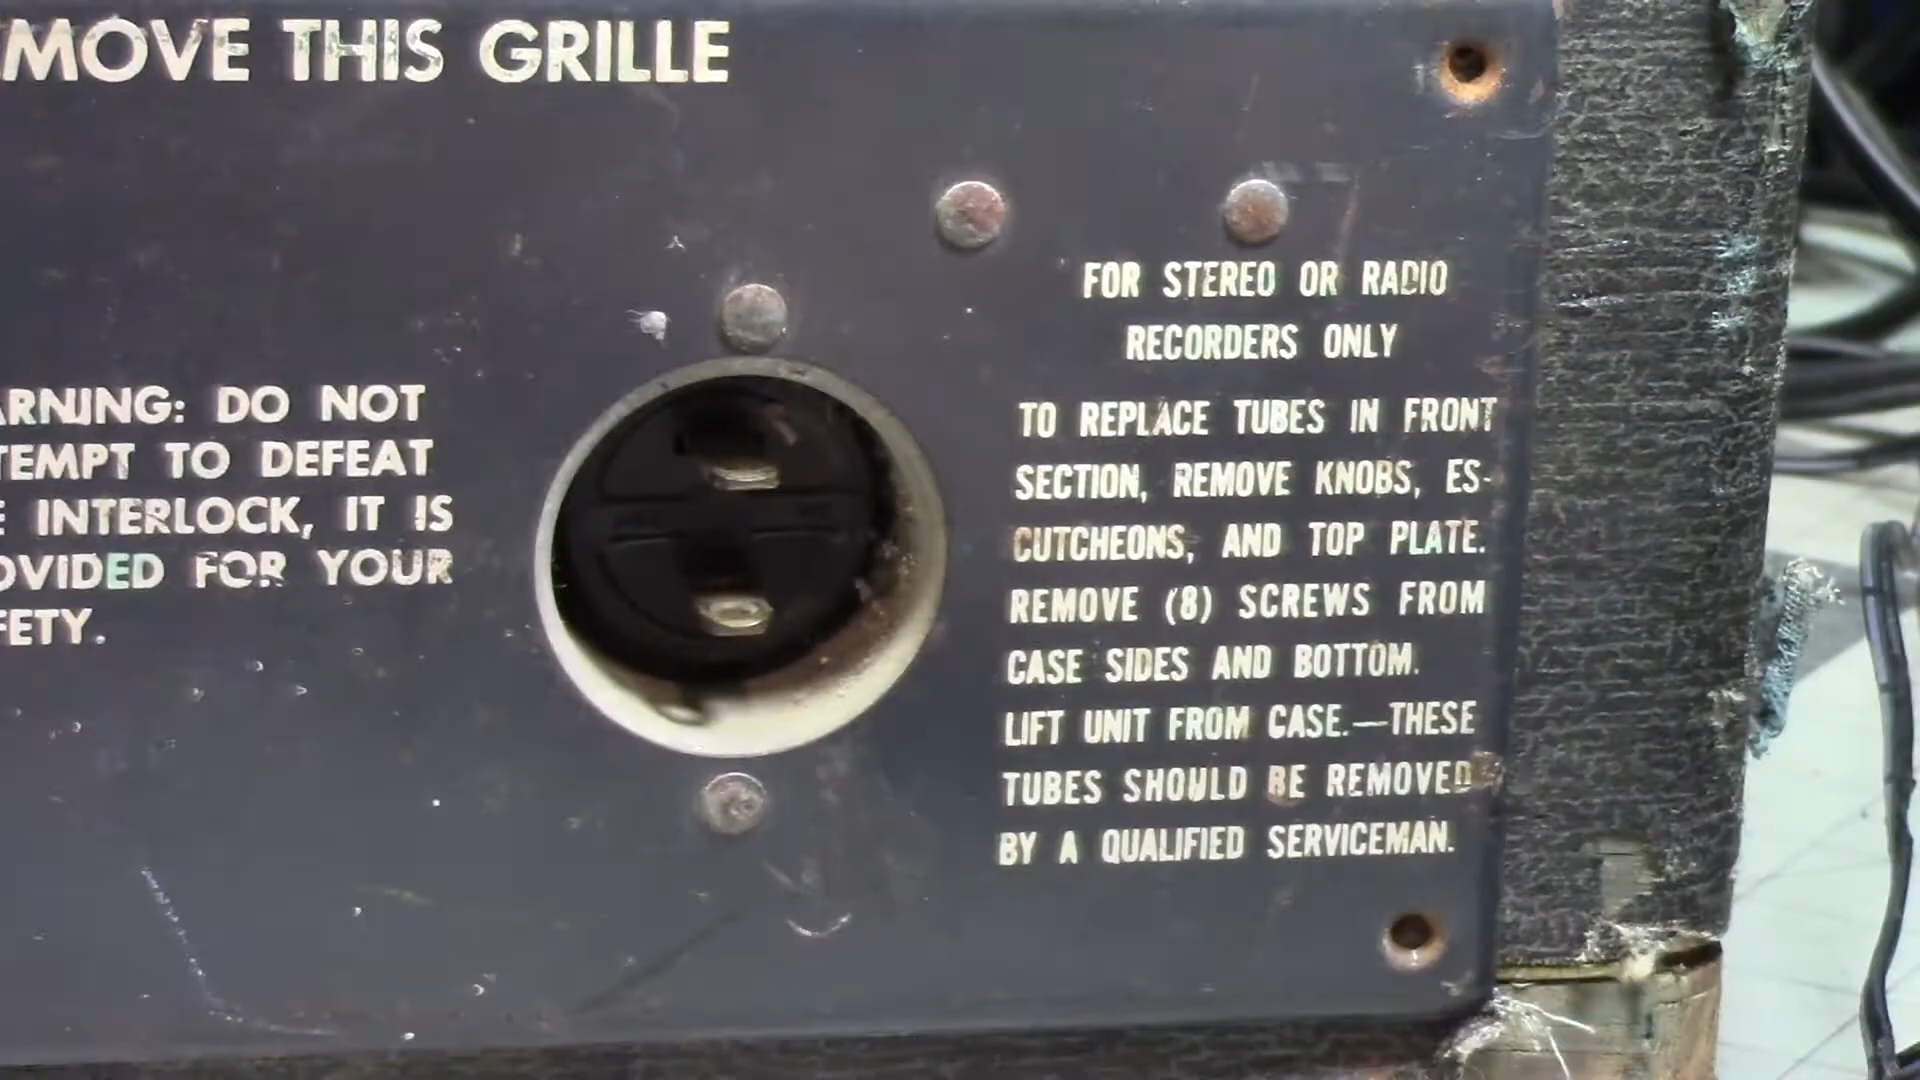 MOVE THIS GRILLE
ARNING: DO NOT
TEMPT TO DEFEAT
E INTERLOCK, IT IS
OVIDED FOR YOUR
FETY.
FOR STEREO OR RADIO
RECORDERS ONLY
TO REPLACE TUBES IN FRONT
SECTION, REMOVE KNOBS, ES-
CUTCHEONS, AND TOP PLATE.
REMOVE (8) SCREWS FROM
CASE SIDES AND BOTTOM.
LIFT UNIT FROM CASE.—THESE
TUBES SHOULD BE REMOVED
BY A QUALIFIED SERVICEMAN.